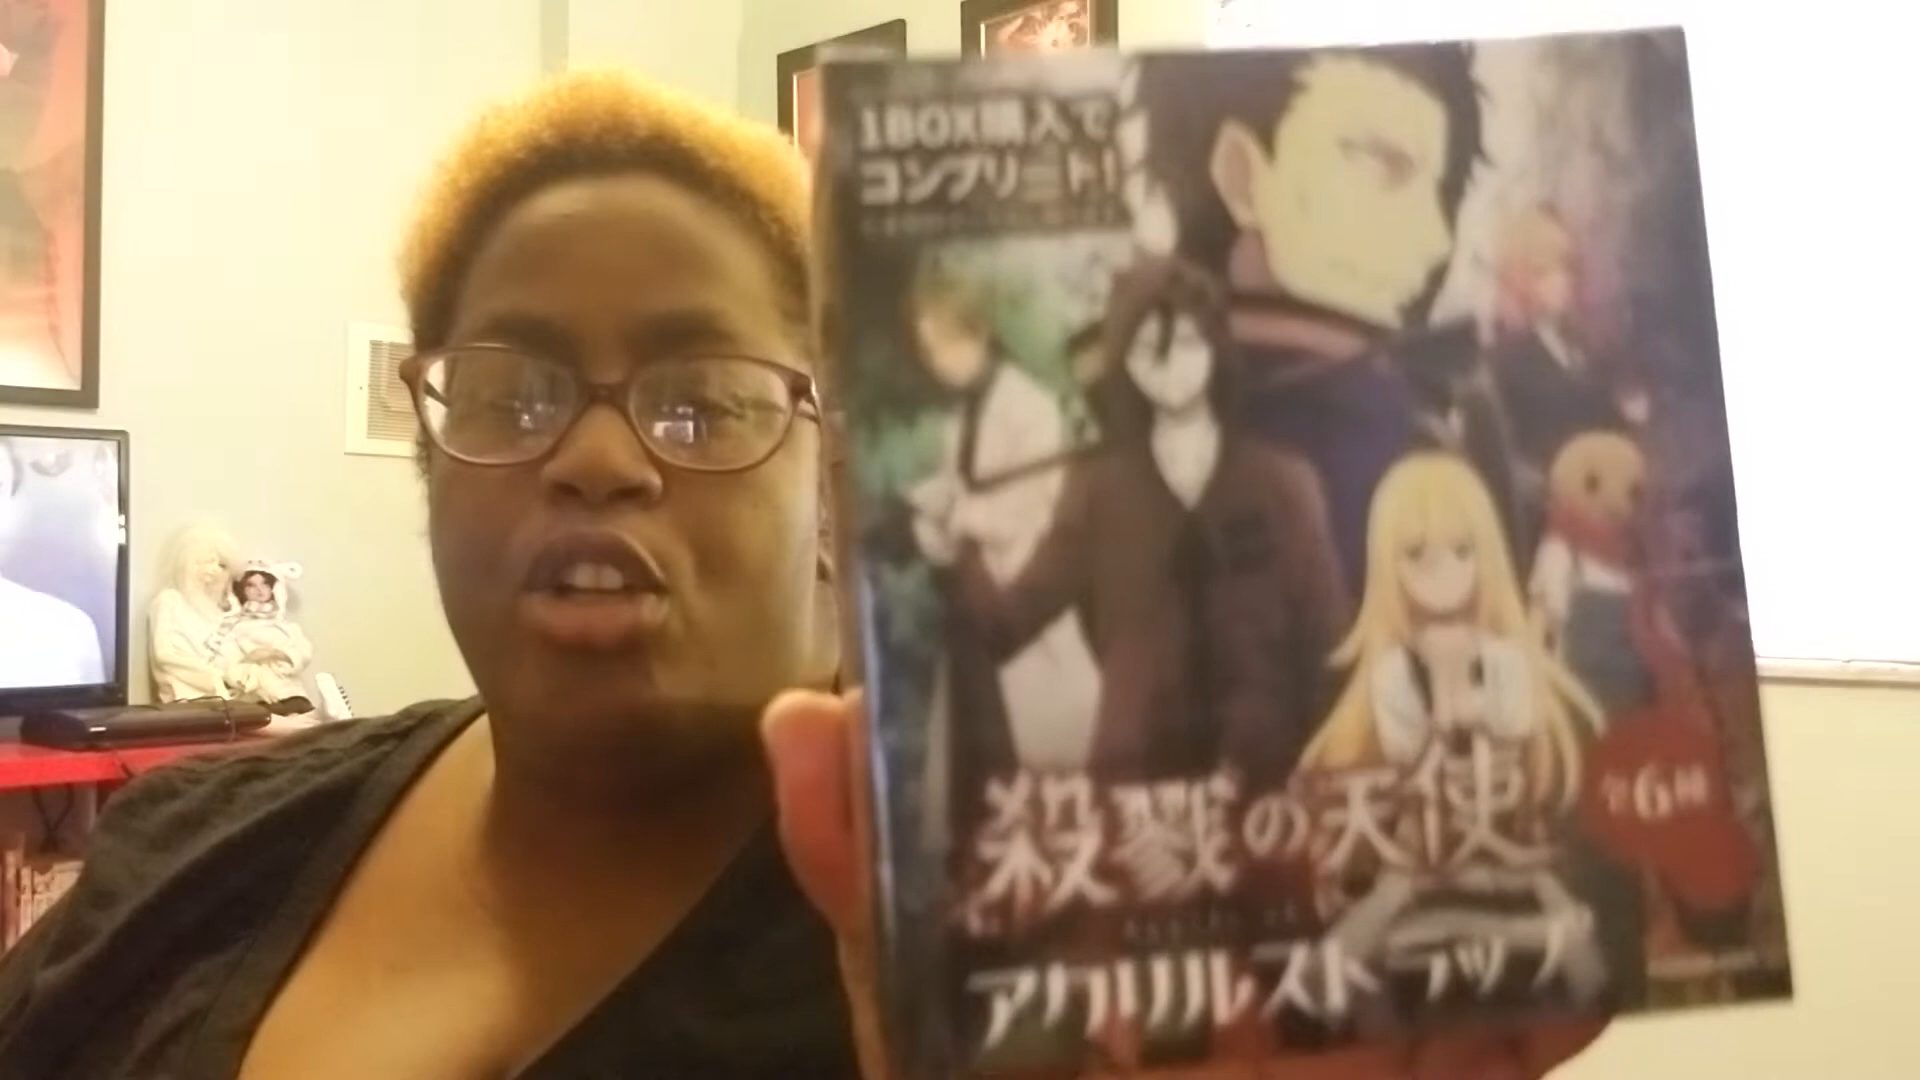 1BOX購入で
コンプリート!
全6種
殺戮の天使
アクリルストラップ